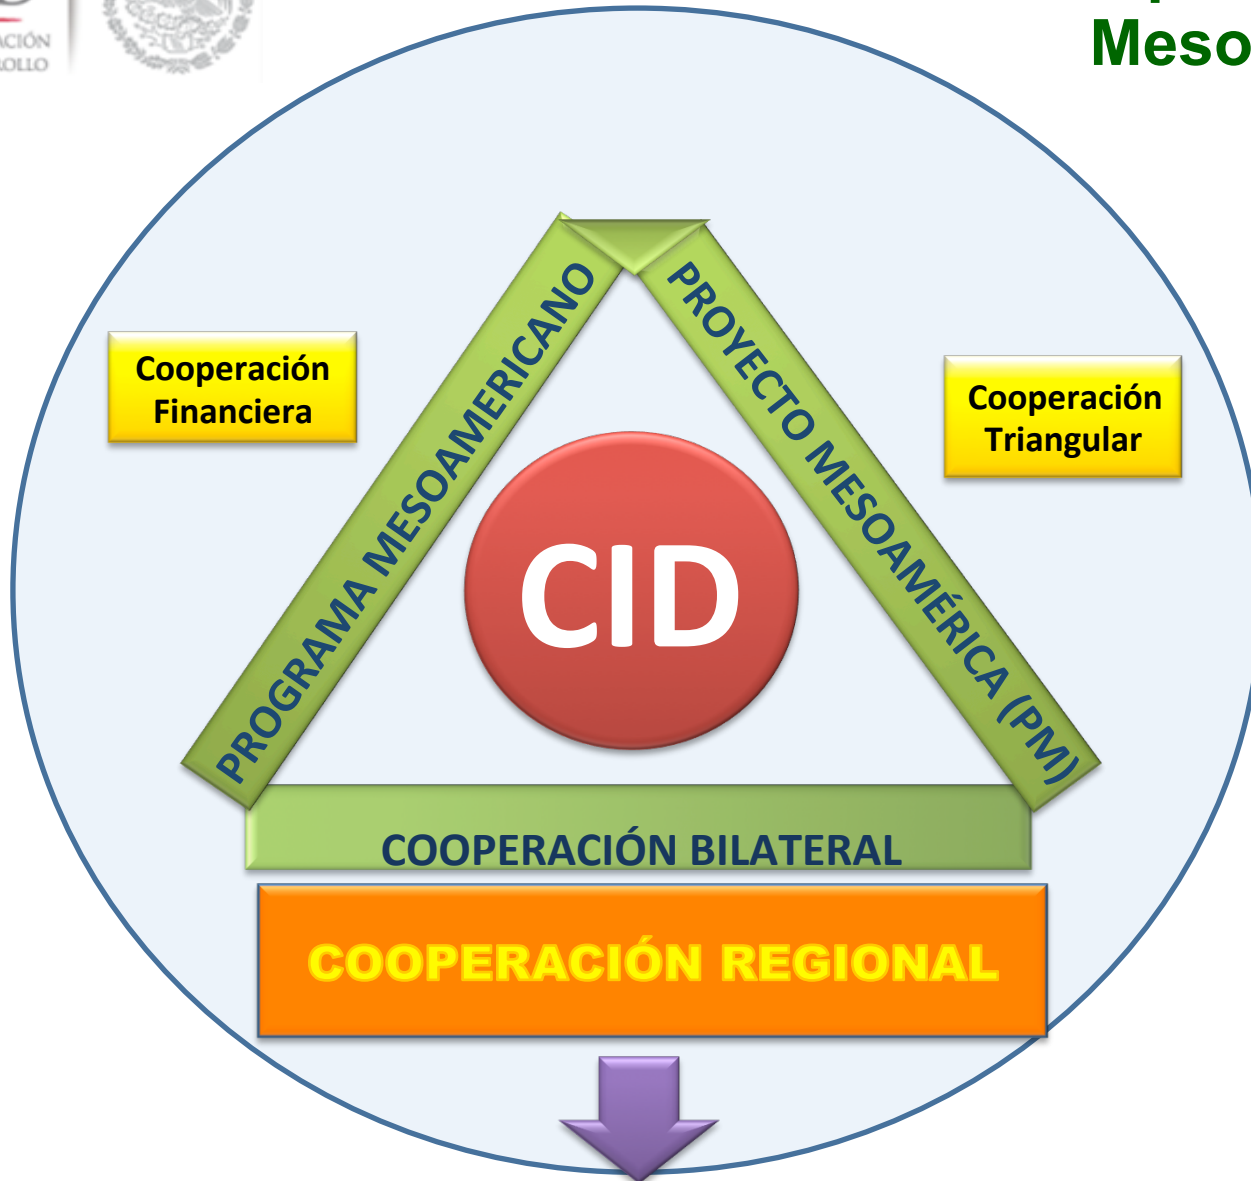 Meso
Cooperación
Financiera
Cooperación
Triangular
PROGRAMA MESOAMERICANO
PROYECTO MESOAMÉRICA (PM)
CID
COOPERACIÓN BILATERAL
COOPERACIÓN REGIONAL